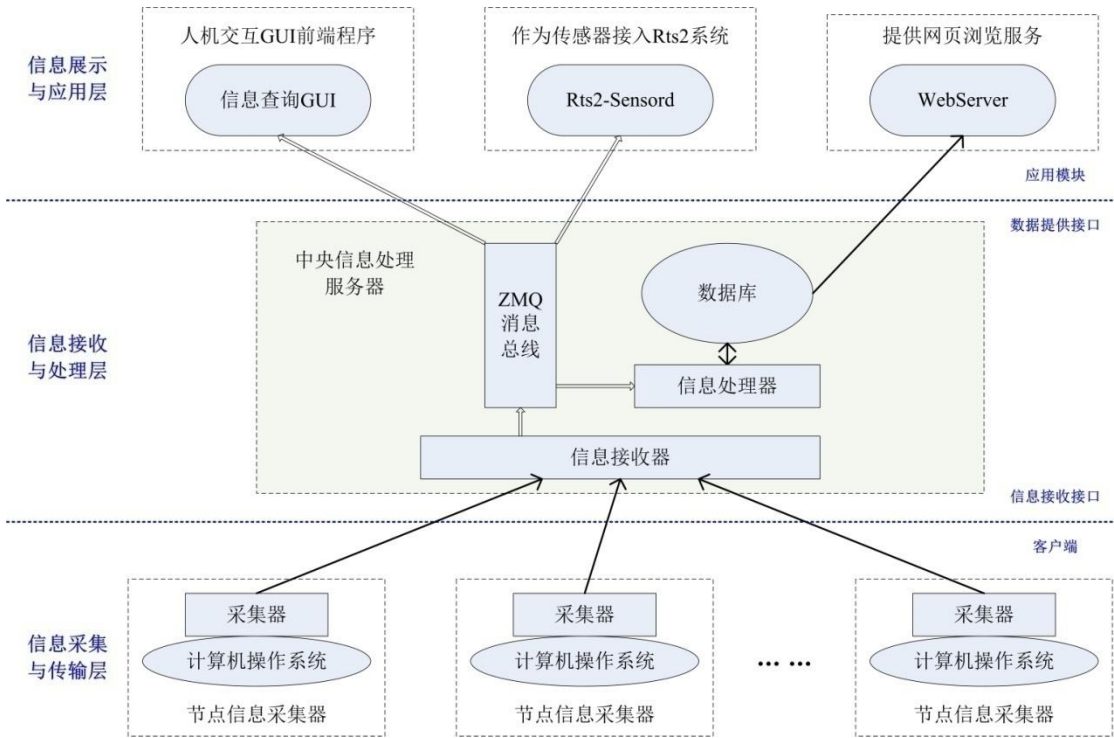 人机交互GUI前端程序
作为传感器接入Rts2系统
提供网页浏览服务
信息展示
与应用层
信息查询GUI
Rts2-Sensord
WebServer
应用模块
数据提供接口
中央信息处理
服务器
ZMQ
消息
总线
数据库
信息接收
与处理层
信息处理器
信息接收器
信息接收接口
客户端
采集器
采集器
采集器
信息采集
与传输层
计算机操作系统
计算机操作系统
... ...
计算机操作系统
节点信息采集器
节点信息采集器
节点信息采集器